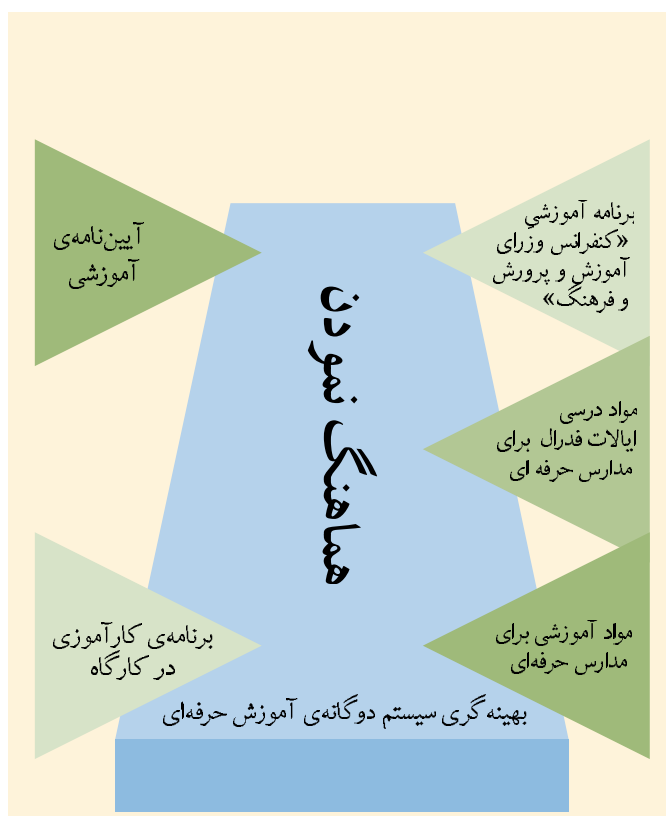 برنامه آموزشی
«کنفرانس وزرای
آموزش و پرورش
و فرهنگ»
آیین‌نامه‌ی
آموزشی
هماهنگ نمودن
مواد درسی
ایالات فدرال برای
مدارس حرفه ای
مواد آموزشی برای
مدارس حرفه‌ای
برنامه‌ی کارآموزی
در کارگاه
بهینه‌گری سیستم دوگانه‌ی آموزش حرفه‌ای